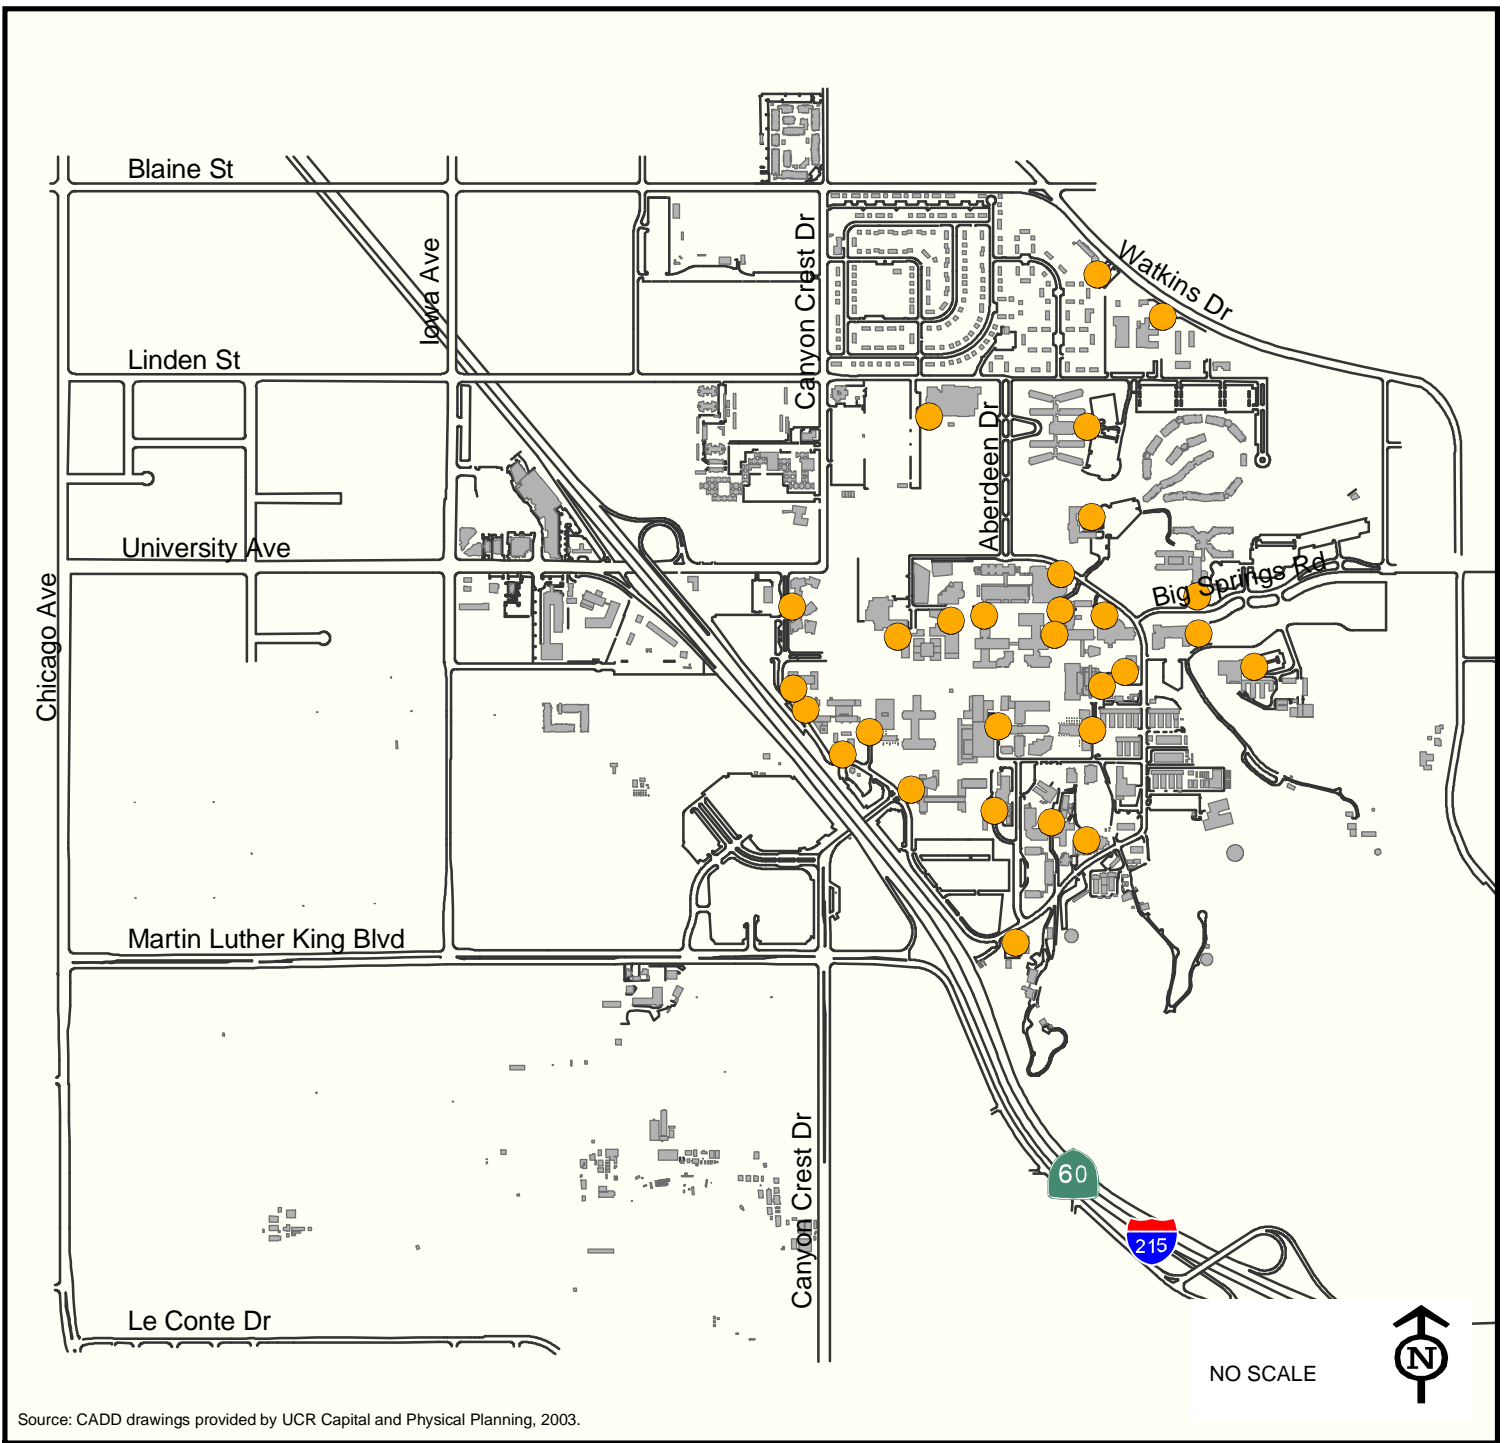 Blaine St
Iowa Ave
Canyon Crest Dr
Watkins Dr
Linden St
Aberdeen Dr
University Ave
Big Springs Rd
Chicago Ave
Martin Luther King Blvd
Canyon Crest Dr
60
215
Le Conte Dr
NO SCALE
N
Source: CADD drawings provided by UCR Capital and Physical Planning, 2003.